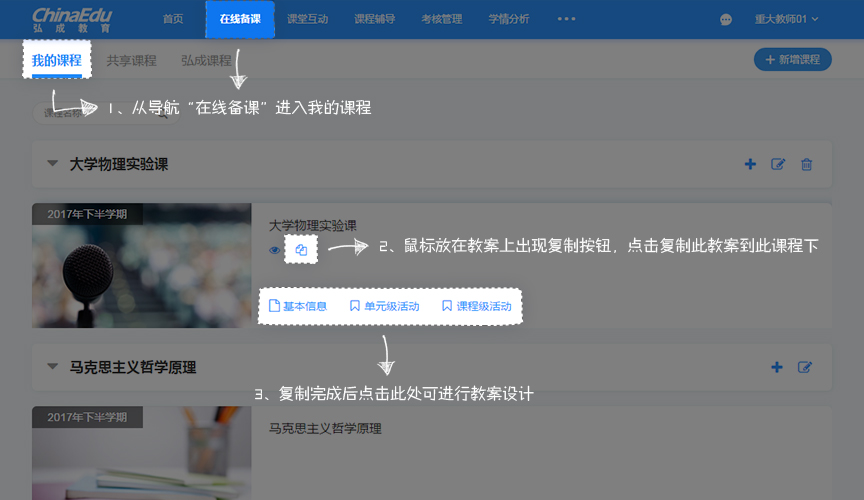 ChinaEdu
弘成教育
首页 在线备课 课堂互动 课程辅导 考核管理 学情分析 重大教师01
我的课程 共享课程 弘成课程 新增课程
课程名称
1、从导航“在线备课”进入我的课程
大学物理实验课
2017年下半学期
大学物理实验课
2、鼠标放在教案上出现复制按钮，点击复制此教案到此课程下
基本信息 单元级活动 课程级活动
马克思主义哲学原理
3、复制完成后点击此处可进行教案设计
2017年下半学期
马克思主义哲学原理